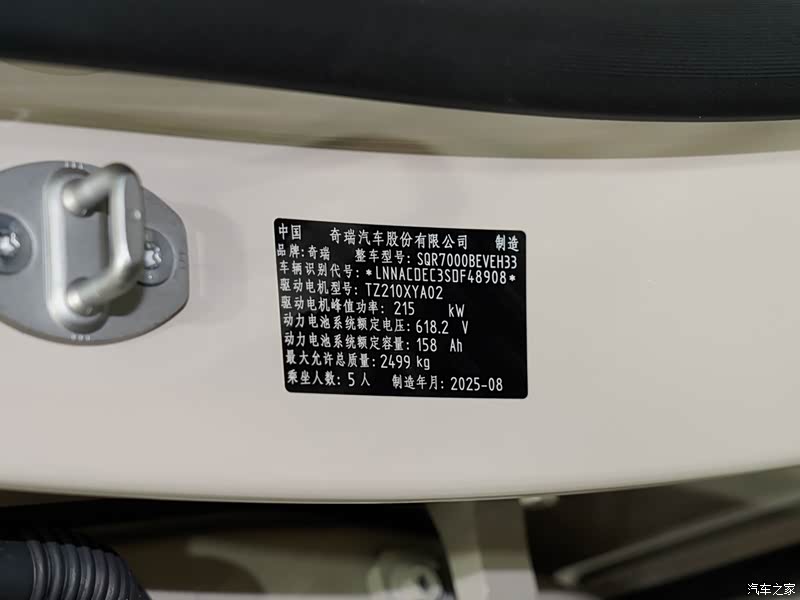 中国 奇瑞汽车股份有限公司 制造
品牌:奇瑞 整车型号:SQR7000BEVEH33
车辆识别代号:*LNNACDEC3SDF48908*
驱动电机型号:TZ210XYA02
驱动电机峰值功率:215 kW
动力电池系统额定电压:618.2 V
动力电池系统额定容量:158 Ah
最大允许总质量:2499 kg
乘坐人数:5人 制造年月:2025-08
汽车之家